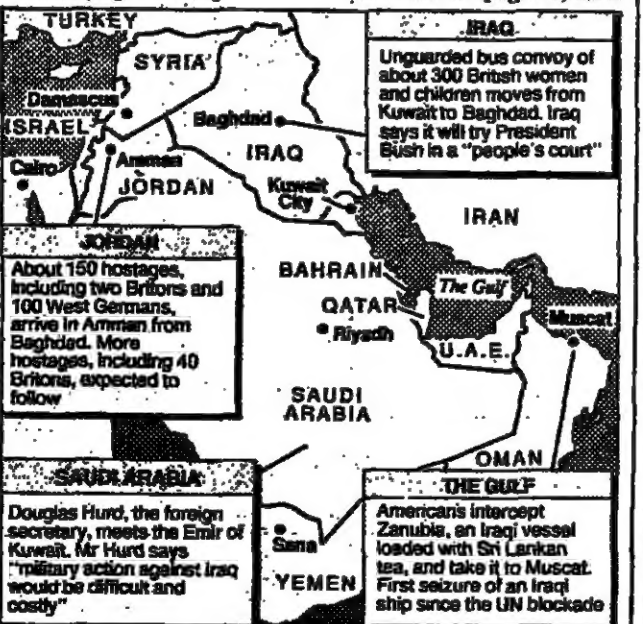 TURKEY
SYRIA
Damascus
ISRAEL
Baghdad
Cairo
Amman
IRAQ
JORDAN
Kuwait
City
IRAN
BAHRAIN
The Gulf
QATAR
Muscat
Riyadh
U.A.E.
SAUDI
ARABIA
OMAN
Sana
YEMEN
IRAQ
Unguarded bus convoy of
about 300 British women
and children moves from
Kuwait to Baghdad. Iraq
says it will try President
Bush in a "people's court"
JORDAN
About 150 hostages,
including two Britons and
100 West Germans,
arrive in Amman from
Baghdad. More
hostages, including 40
Britons, expected to
follow
SAUDI ARABIA
Douglas Hurd, the foreign
secretary, meets the Emir of
Kuwait. Mr Hurd says
"military action against Iraq
would be difficult and
costly"
THE GULF
Americans intercept
Zanubia, an Iraqi vessel
loaded with Sri Lankan
tea, and take it to Muscat.
First seizure of an Iraqi
ship since the UN blockade